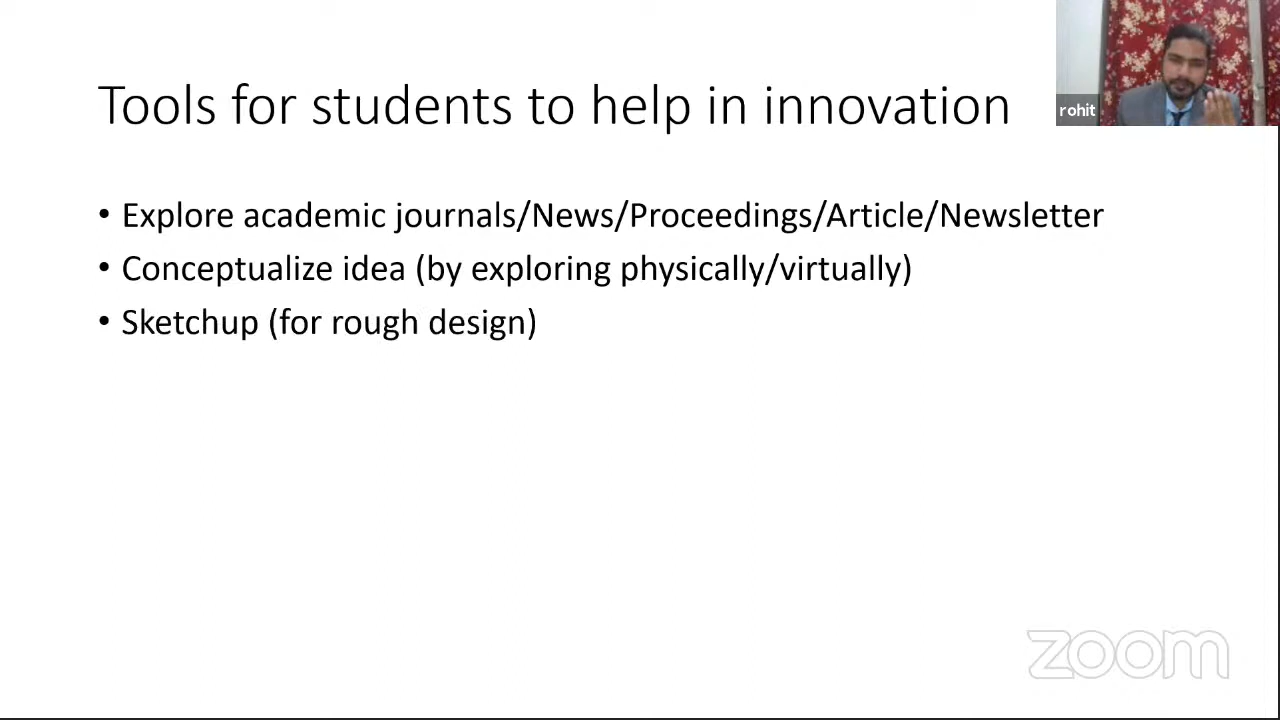 Tools for students to help in innovation
rohit
• Explore academic journals/News/Proceedings/Article/Newsletter
• Conceptualize idea (by exploring physically/virtually)
• Sketchup (for rough design)
zoom